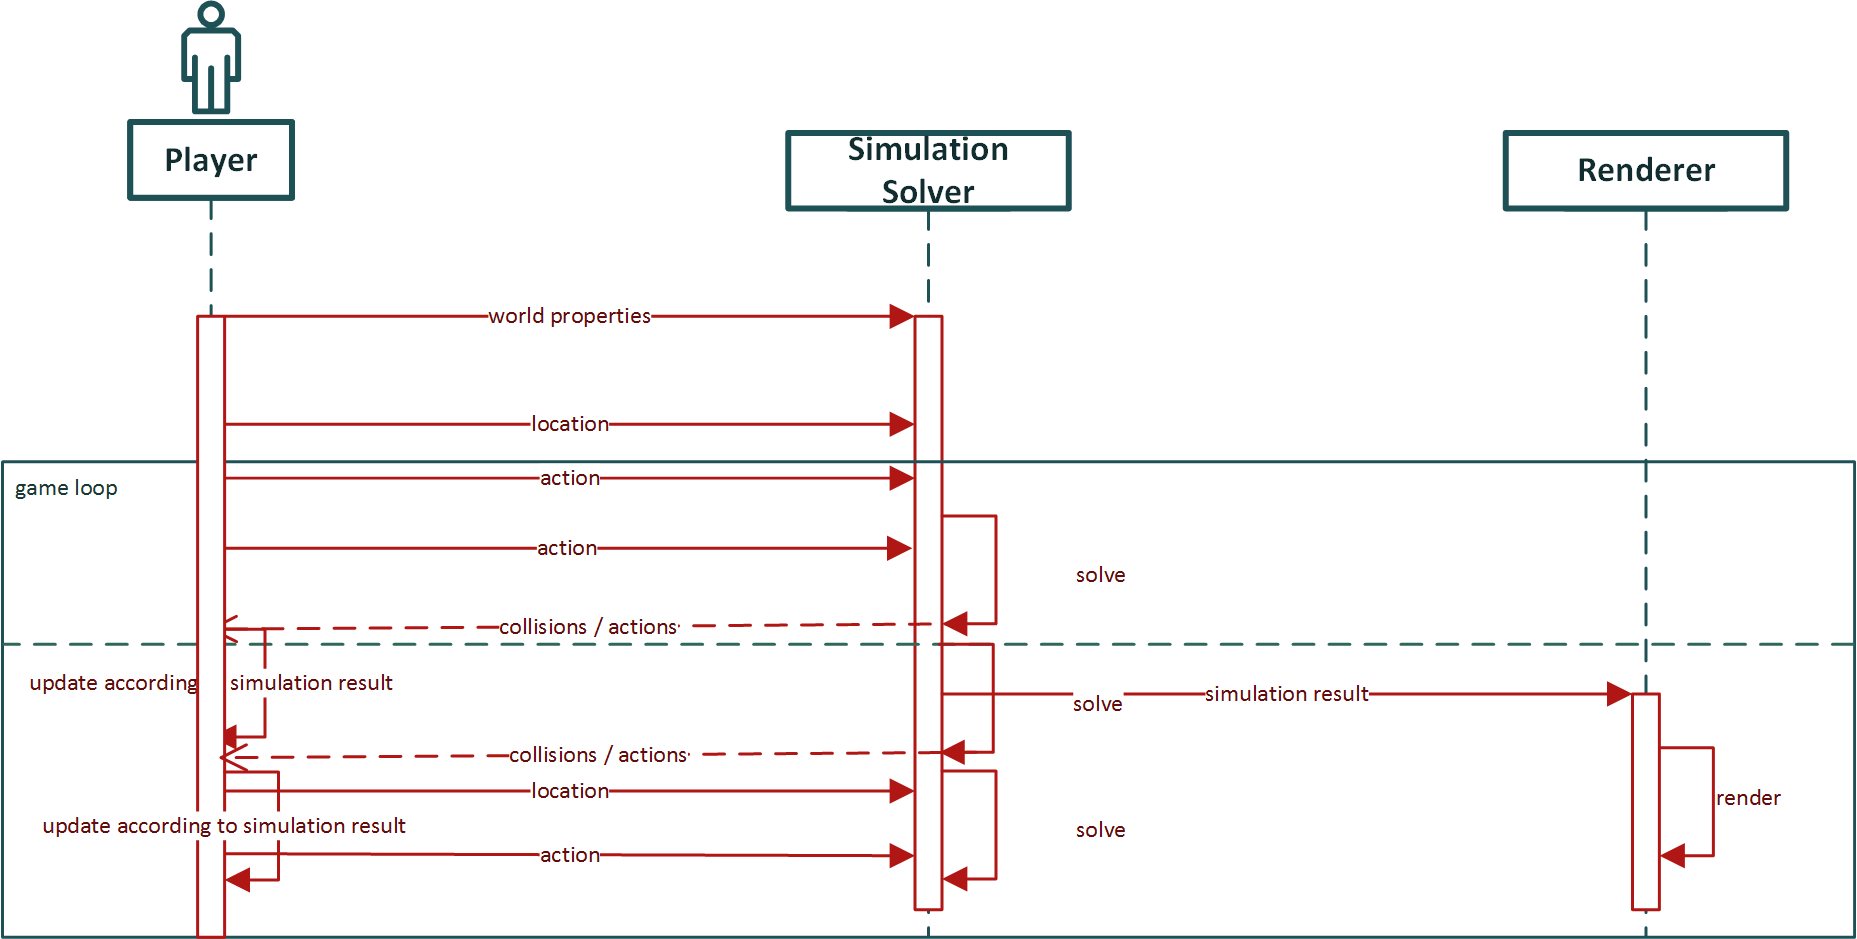 Player
Simulation
Solver
Renderer
world properties
location
game loop
action
action
solve
collisions / actions
update according simulation result
solve
simulation result
collisions / actions
location
render
update according to simulation result
solve
action